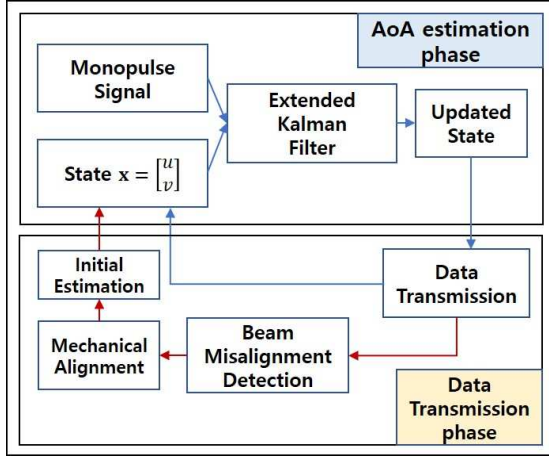 AoA estimation
phase
Monopulse
Signal
Extended
Kalman
Filter
Updated
State
State x = [u
v]
Initial
Estimation
Data
Transmission
Mechanical
Alignment
Beam
Misalignment
Detection
Data
Transmission
phase